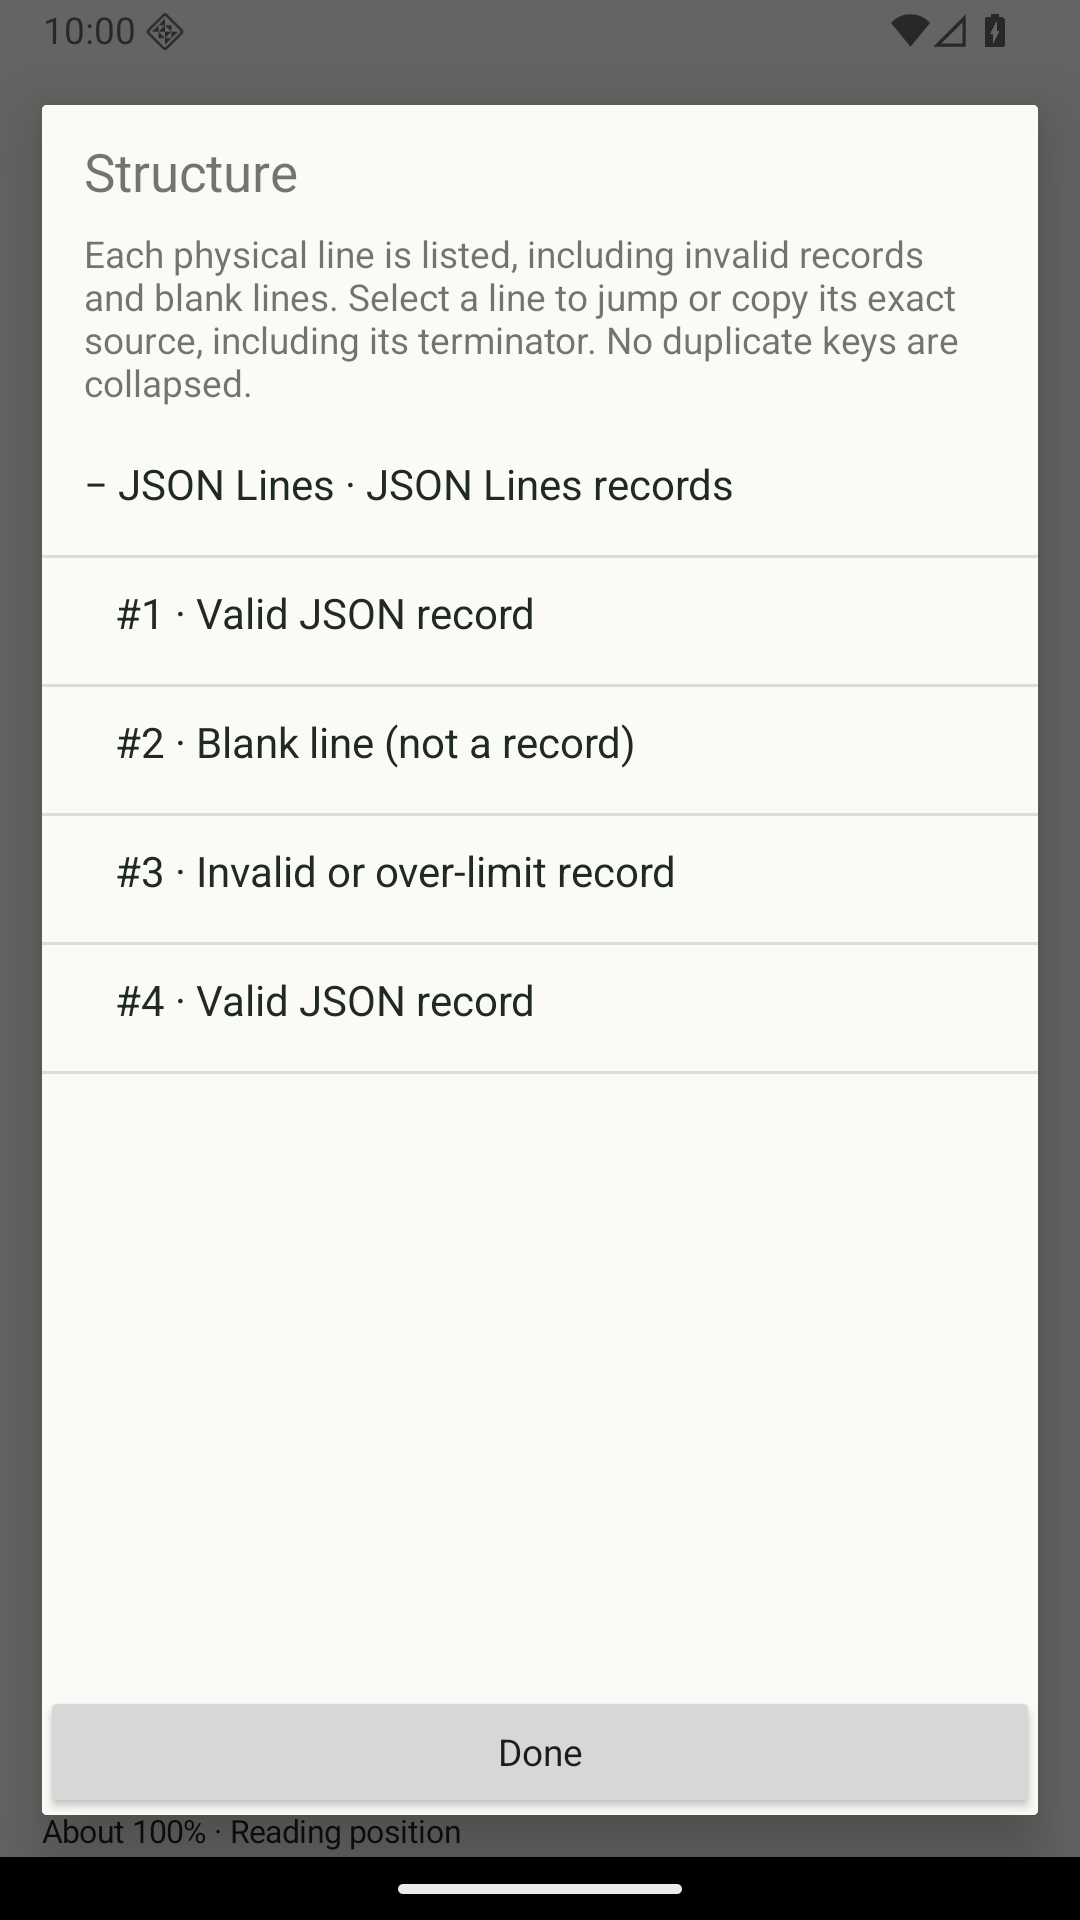 10:00
Structure
Each physical line is listed, including invalid records
and blank lines. Select a line to jump or copy its exact
source, including its terminator. No duplicate keys are
collapsed.
− JSON Lines · JSON Lines records
#1 · Valid JSON record
#2 · Blank line (not a record)
#3 · Invalid or over-limit record
#4 · Valid JSON record
Done
About 100% · Reading position